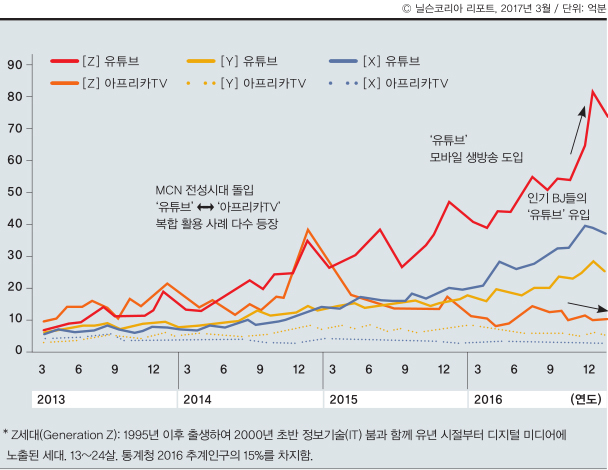 © 닐슨코리아 리포트, 2017년 3월 / 단위: 억분
[Z] 유튜브
[Y] 유튜브
[X] 유튜브
[Z] 아프리카TV
[Y] 아프리카TV
[X] 아프리카TV
90
80
70
60
50
40
30
20
10
0
'유튜브'
모바일 생방송 도입
MCN 전성시대 돌입
'유튜브' ↔ '아프리카TV'
복합 활용 사례 다수 등장
인기 BJ들의
'유튜브' 유입
3 6 9 12 3 6 9 12 3 6 9 12 3 6 9 12
2013 2014 2015 2016 (연도)
* Z세대(Generation Z): 1995년 이후 출생하여 2000년 초반 정보기술(IT) 붐과 함께 유년 시절부터 디지털 미디어에
노출된 세대. 13~24살. 통계청 2016 추계인구의 15%를 차지함.